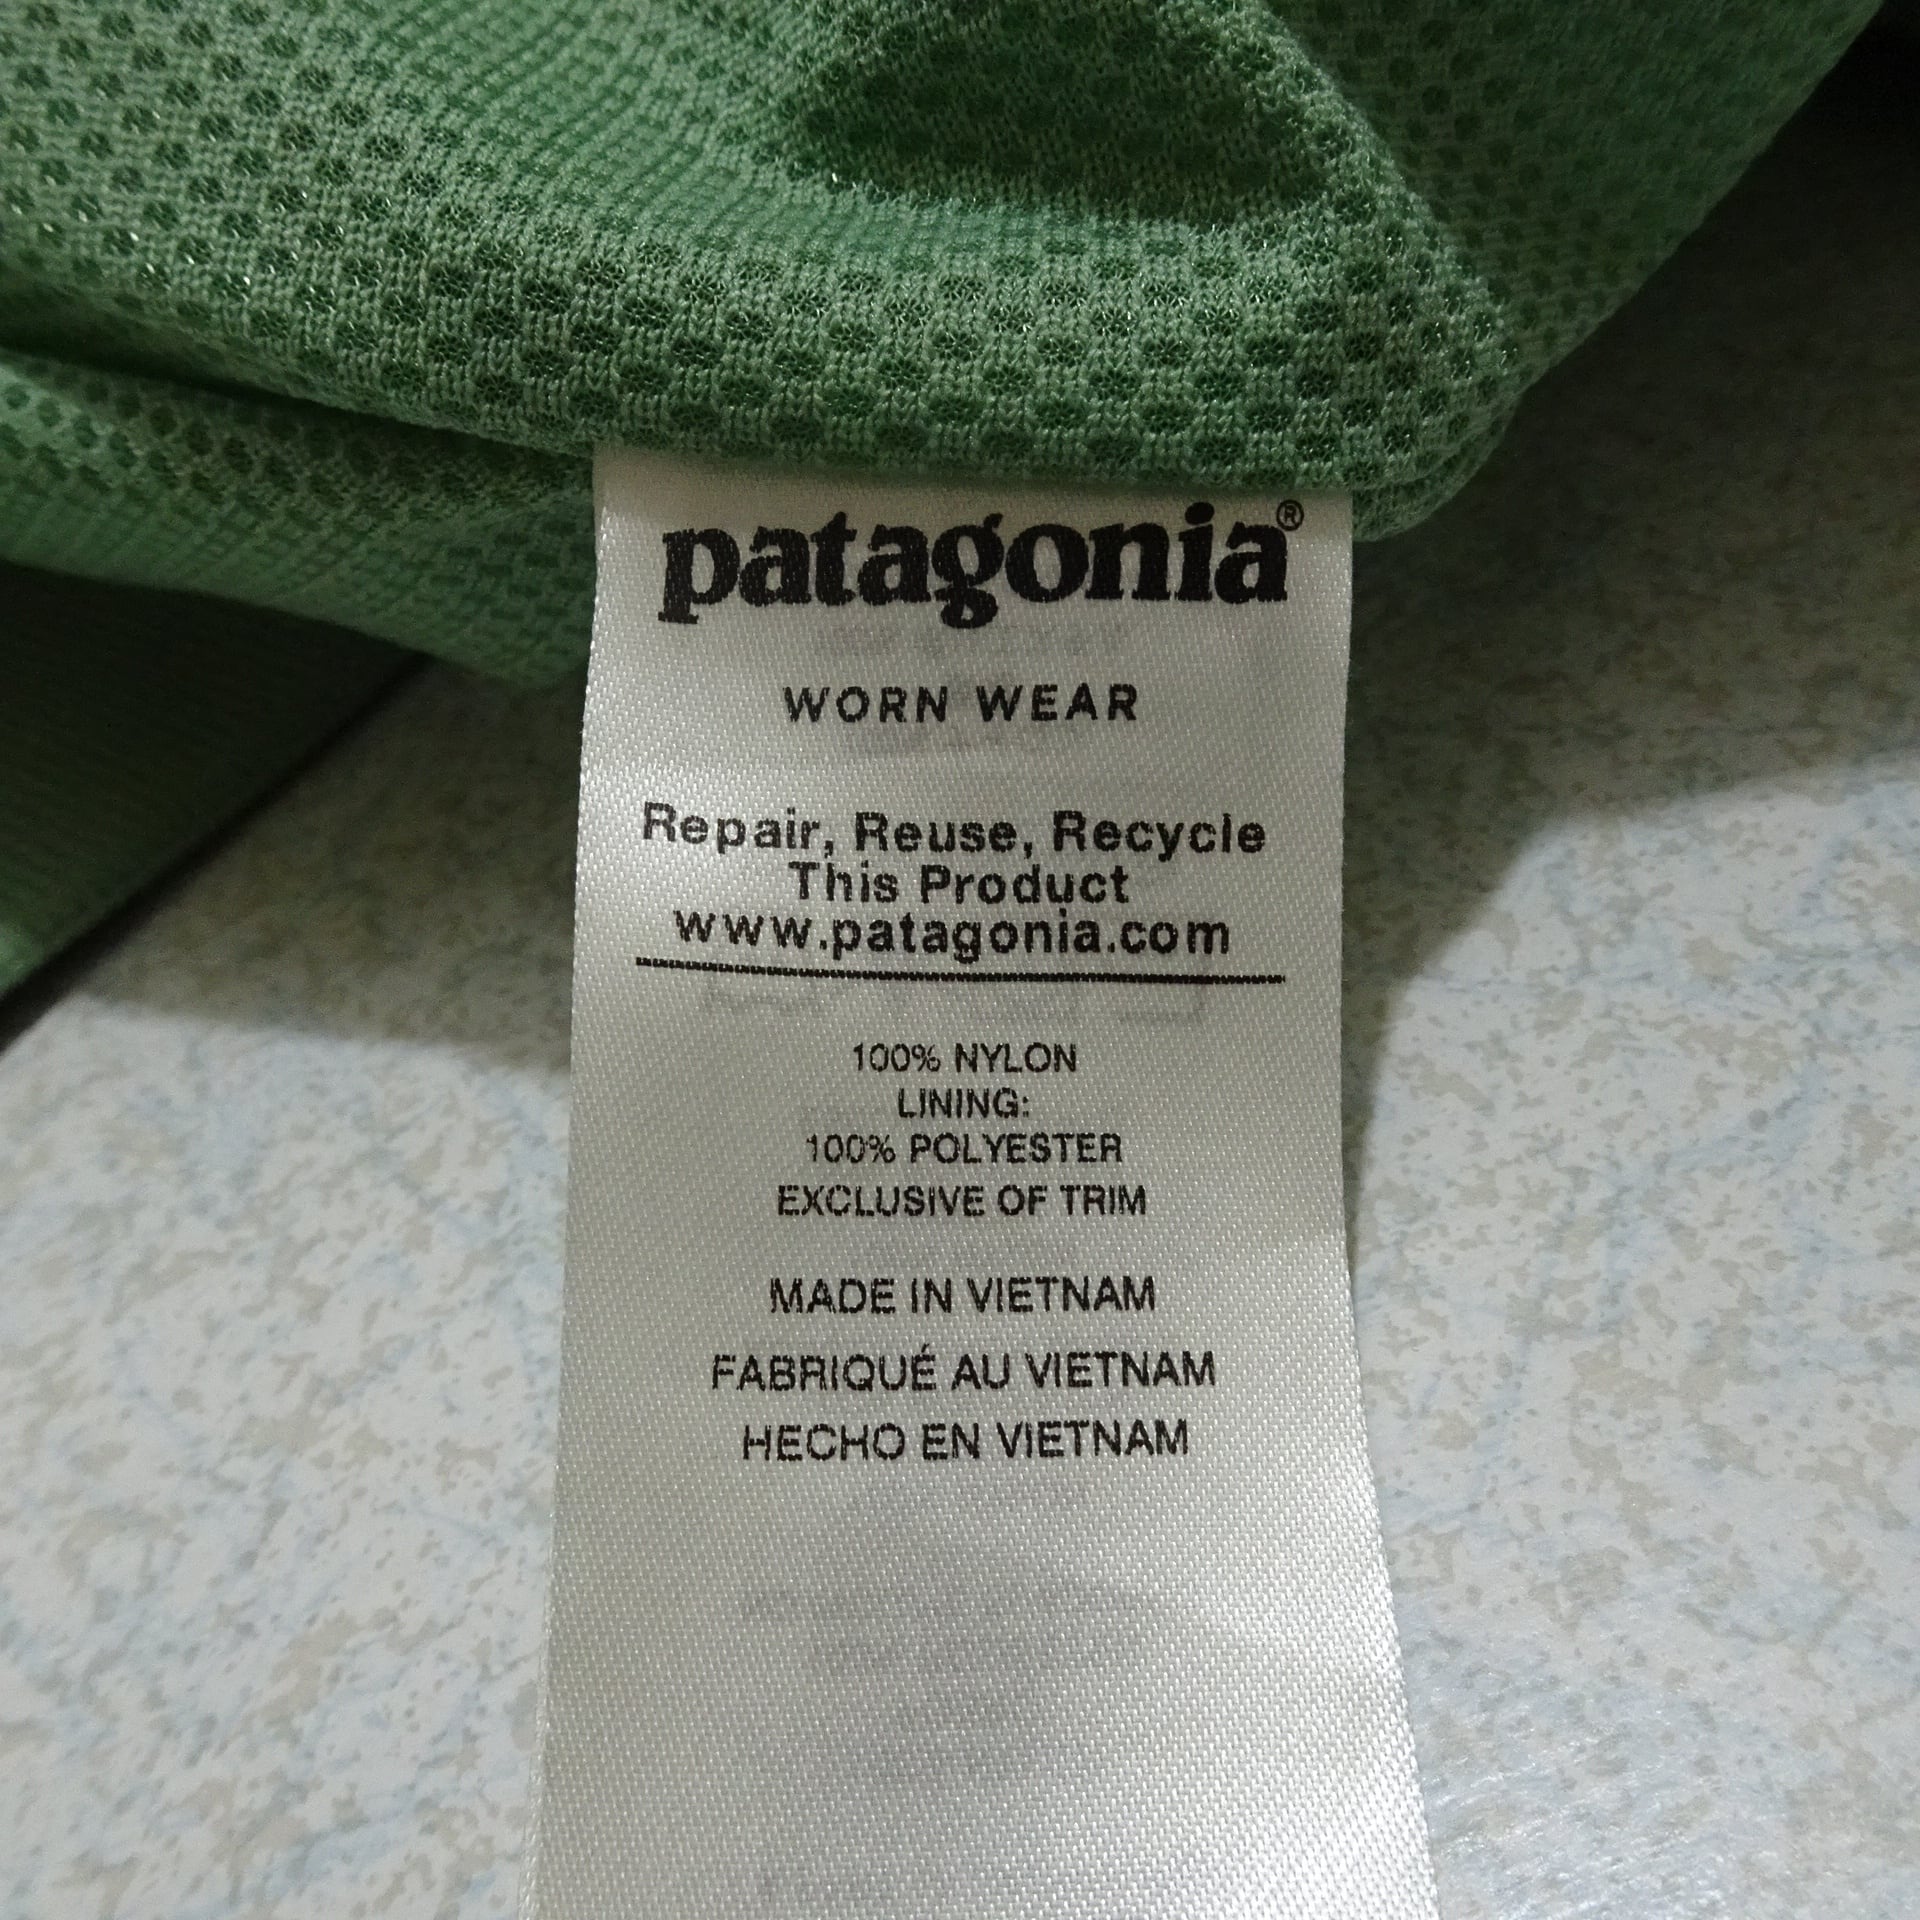 patagonia®
WORN WEAR
Repair, Reuse, Recycle
This Product
www.patagonia.com
100% NYLON
LINING:
100% POLYESTER
EXCLUSIVE OF TRIM
MADE IN VIETNAM
FABRIQUÉ AU VIETNAM
HECHO EN VIETNAM